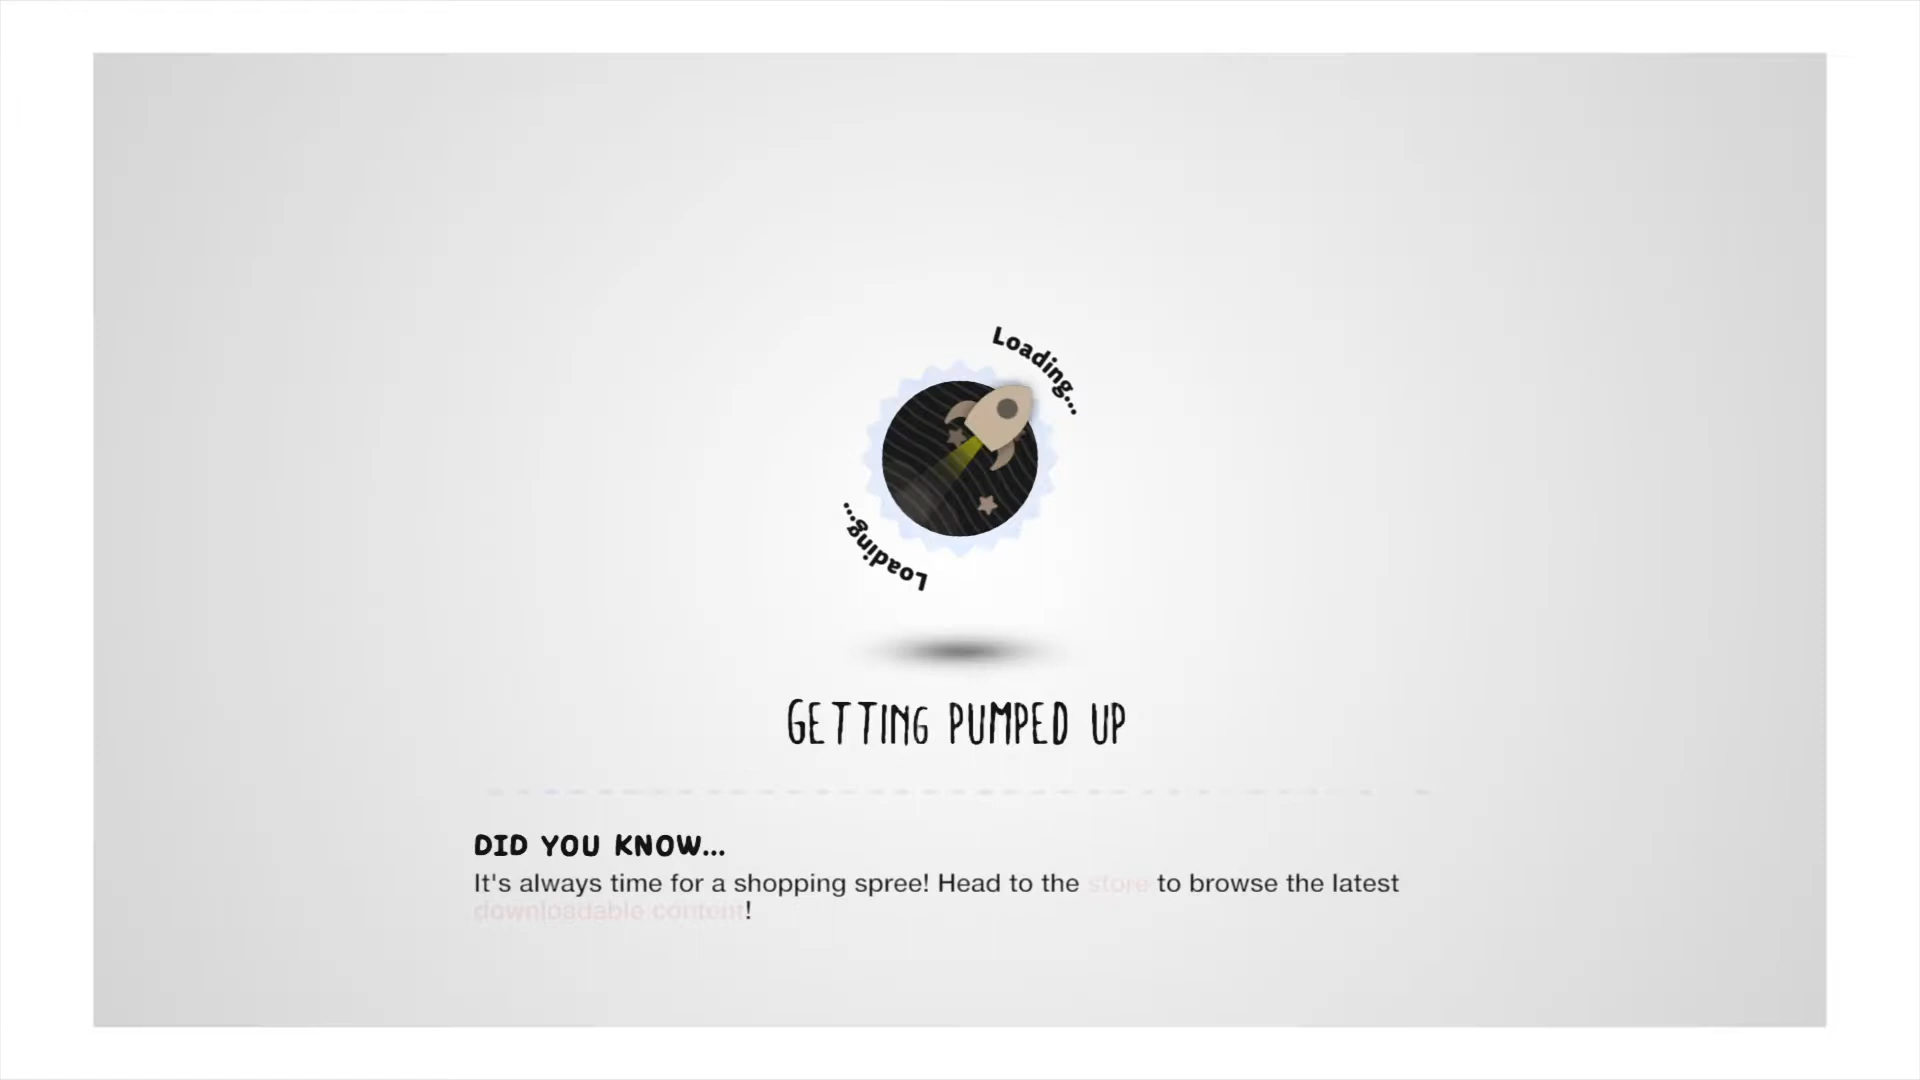 Loading...
Loading...
GETTING PUMPED UP
DID YOU KNOW...
It's always time for a shopping spree! Head to the store to browse the latest
downloadable content!